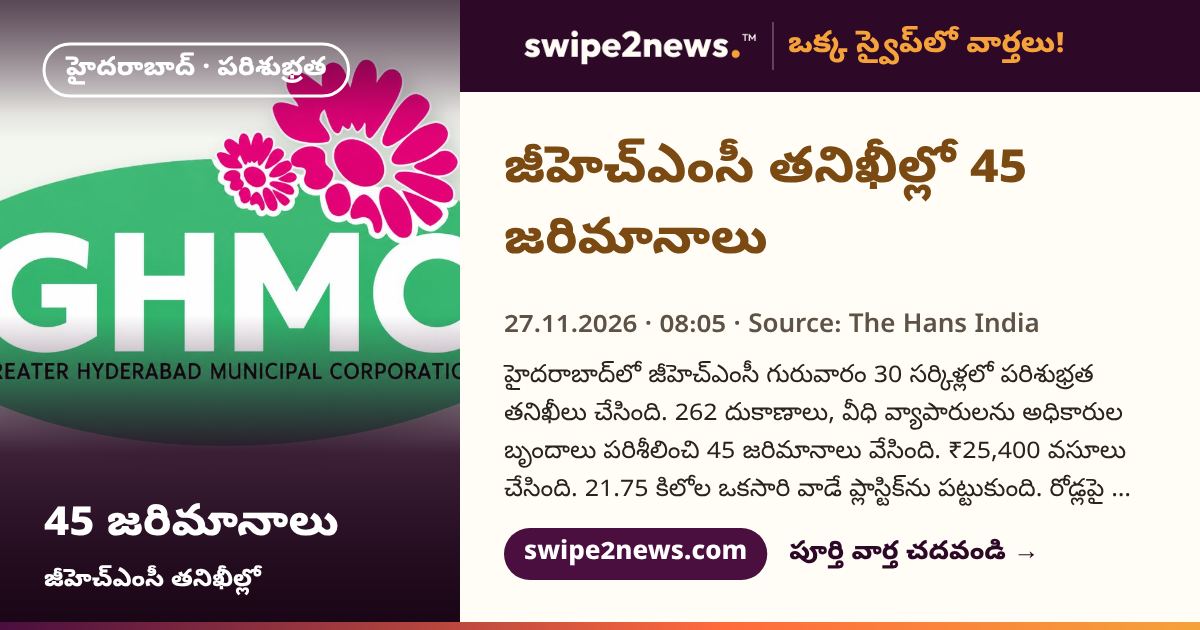 హైదరాబాద్ · పరిశుభ్రత
GHMC
GREATER HYDERABAD MUNICIPAL CORPORATION
45 జరిమానాలు
జీహెచ్ఎంసీ తనిఖీల్లో
swipe2news.™ ఒక్క స్వైప్‌లో వార్తలు!
జీహెచ్ఎంసీ తనిఖీల్లో 45
జరిమానాలు
27.11.2026 · 08:05 · Source: The Hans India
హైదరాబాద్‌లో జీహెచ్ఎంసీ గురువారం 30 సర్కిళ్లలో పరిశుభ్రత
తనిఖీలు చేసింది. 262 దుకాణాలు, వీధి వ్యాపారులను అధికారుల
బృందాలు పరిశీలించి 45 జరిమానాలు వేసింది. ₹25,400 వసూలు
చేసింది. 21.75 కిలోల ఒకసారి వాడే ప్లాస్టిక్‌ను పట్టుకుంది. రోడ్లపై ...
swipe2news.com పూర్తి వార్త చదవండి →